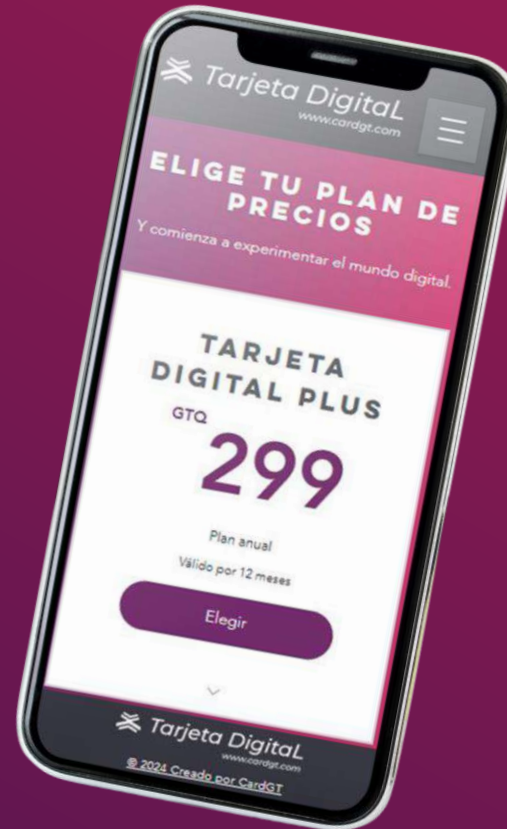 Tarjeta DigitaL
www.cardgt.com
ELIGE TU PLAN DE
PRECIOS
Y comienza a experimentar el mundo digital.
TARJETA
DIGITAL PLUS
GTQ
299
Plan anual
Válido por 12 meses
Elegir
Tarjeta DigitaL
www.cardgt.com
© 2024 Creado por CardGT